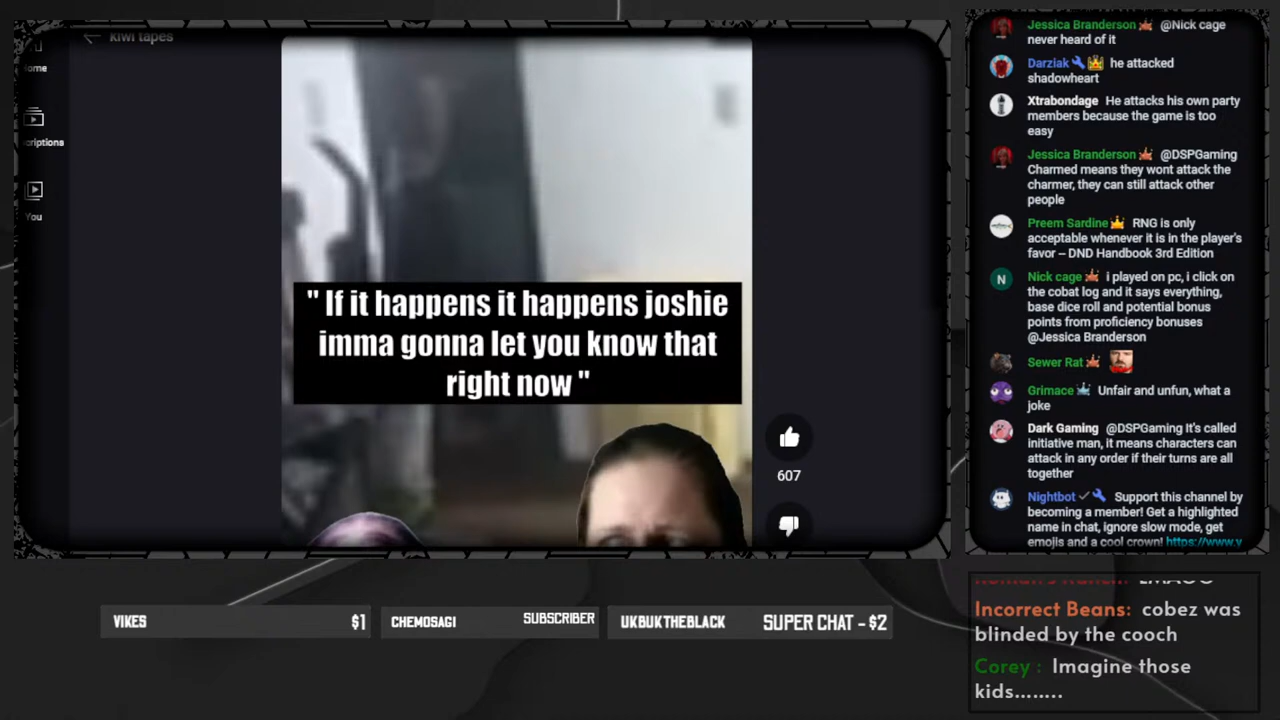 kiwi tapes
ome
criptions
You
" If it happens it happens joshie
imma gonna let you know that
right now "
607
Jessica Branderson @Nick cage
never heard of it
Darziak he attacked
shadowheart
Xtrabondage He attacks his own party
members because the game is too
easy
Jessica Branderson @DSPGaming
Charmed means they wont attack the
charmer, they can still attack other
people
Preem Sardine RNG is only
acceptable whenever it is in the player's
favor – DND Handbook 3rd Edition
N
Nick cage i played on pc, i click on
the cobat log and it says everything,
base dice roll and potential bonus
points from proficiency bonuses
@Jessica Branderson
Sewer Rat
Grimace Unfair and unfun, what a
joke
Dark Gaming @DSPGaming It's called
initiative man, it means characters can
attack in any order if their turns are all
together
Nightbot Support this channel by
becoming a member! Get a highlighted
name in chat, ignore slow mode, get
emojis and a cool crown! https://www.y
Incorrect Beans: cobez was
blinded by the cooch
Corey : Imagine those
kids........
VIKES $1
CHEMOSAGI SUBSCRIBER
UKBUKTHEBLACK SUPER CHAT - $2